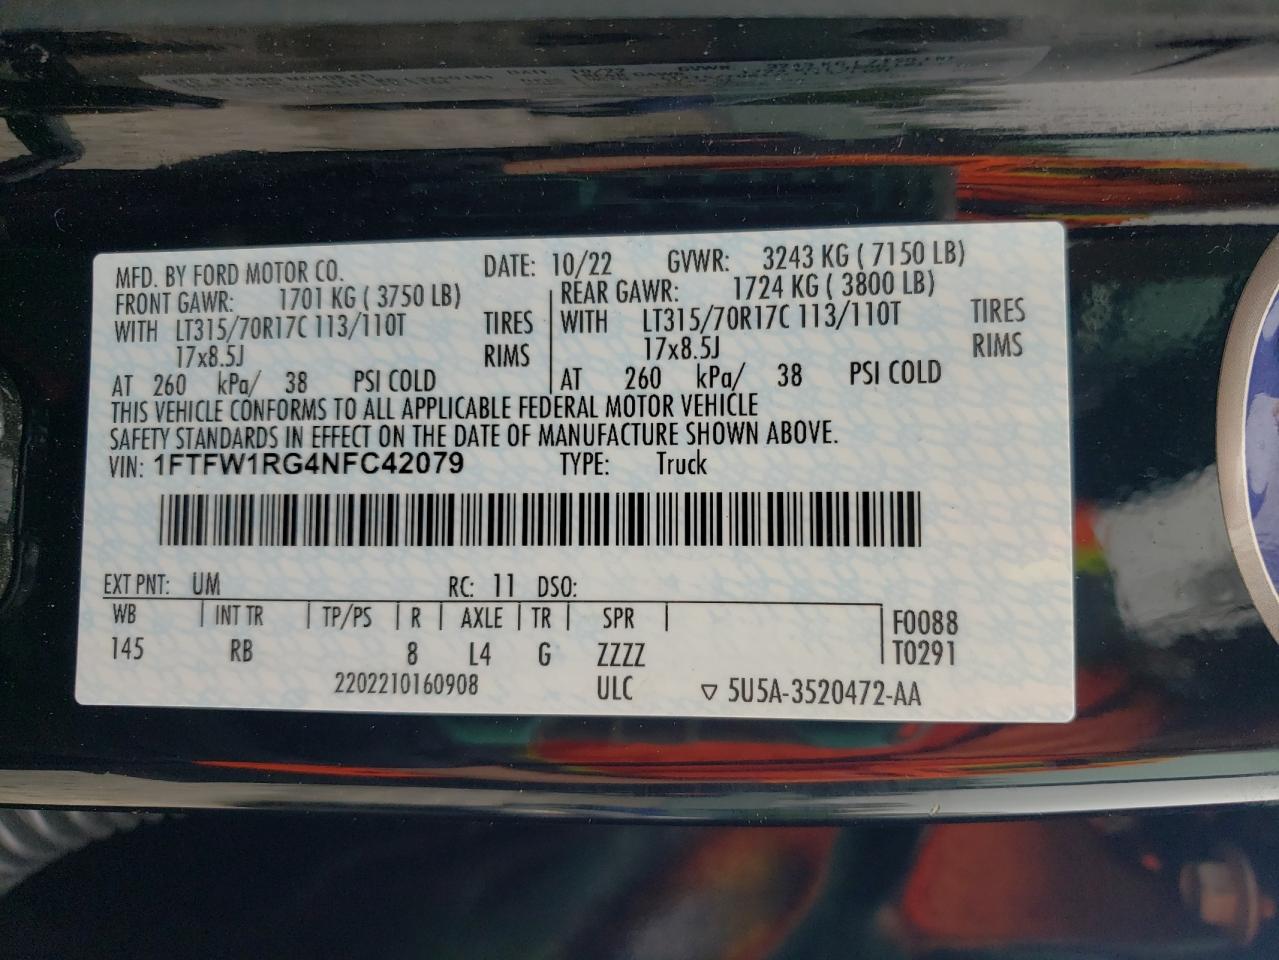 MFD. BY FORD MOTOR CO. DATE: 10/22 GVWR: 3243 KG ( 7150 LB)
FRONT GAWR: 1701 KG ( 3750 LB) REAR GAWR: 1724 KG ( 3800 LB)
WITH LT315/70R17C 113/110T TIRES WITH LT315/70R17C 113/110T TIRES
17x8.5J RIMS 17x8.5J RIMS
AT 260 kPa/ 38 PSI COLD AT 260 kPa/ 38 PSI COLD
THIS VEHICLE CONFORMS TO ALL APPLICABLE FEDERAL MOTOR VEHICLE
SAFETY STANDARDS IN EFFECT ON THE DATE OF MANUFACTURE SHOWN ABOVE.
VIN: 1FTFW1RG4NFC42079 TYPE: Truck
EXT PNT: UM RC: 11 DSO:
WB INT TR TP/PS R AXLE TR SPR F0088
145 RB 8 L4 G ZZZZ T0291
2202210160908 ULC ▽ 5U5A-3520472-AA